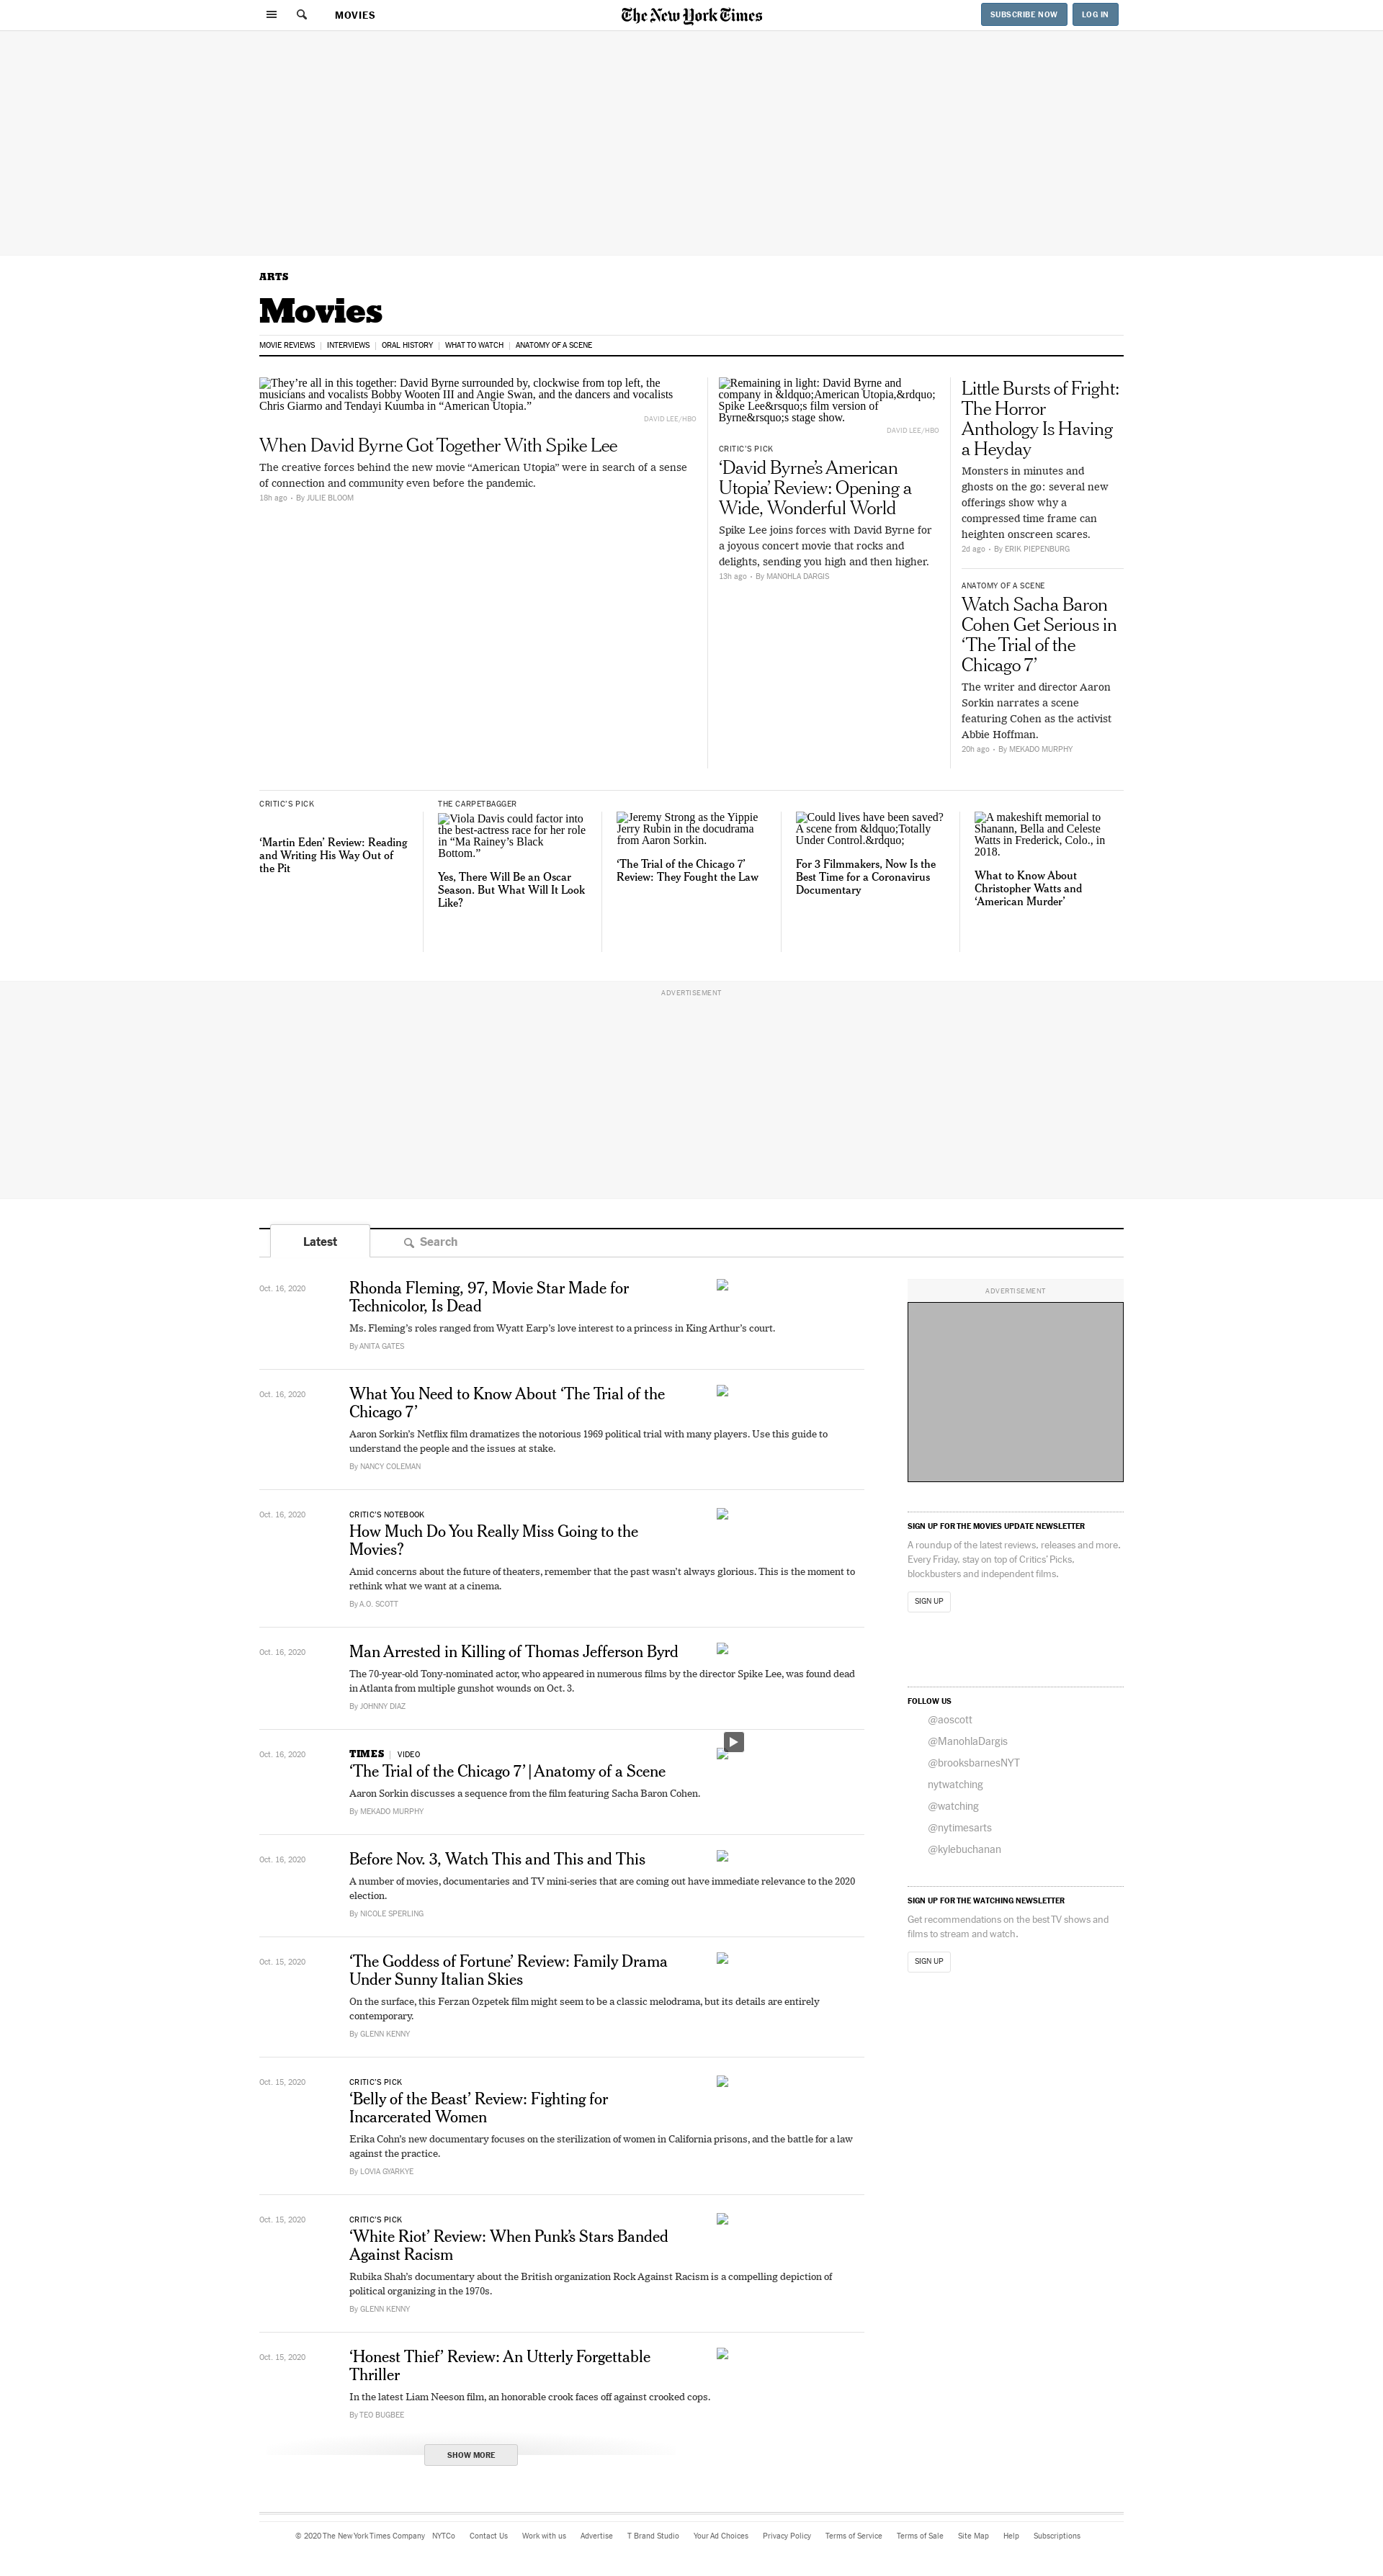 MOVIES
The New York Times
SUBSCRIBE NOW
LOG IN
ARTS
Movies
MOVIE REVIEWS
INTERVIEWS
ORAL HISTORY
WHAT TO WATCH
ANATOMY OF A SCENE
They’re all in this together: David Byrne surrounded by, clockwise from top left, the
musicians and vocalists Bobby Wooten III and Angie Swan, and the dancers and vocalists
Chris Giarmo and Tendayi Kuumba in “American Utopia.”
DAVID LEE/HBO
When David Byrne Got Together With Spike Lee
The creative forces behind the new movie “American Utopia” were in search of a sense
of connection and community even before the pandemic.
18h ago • By JULIE BLOOM
Remaining in light: David Byrne and
company in &ldquo;American Utopia,&rdquo;
Spike Lee&rsquo;s film version of
Byrne&rsquo;s stage show.
DAVID LEE/HBO
CRITIC’S PICK
‘David Byrne’s American
Utopia’ Review: Opening a
Wide, Wonderful World
Spike Lee joins forces with David Byrne for
a joyous concert movie that rocks and
delights, sending you high and then higher.
13h ago • By MANOHLA DARGIS
Little Bursts of Fright:
The Horror
Anthology Is Having
a Heyday
Monsters in minutes and
ghosts on the go: several new
offerings show why a
compressed time frame can
heighten onscreen scares.
2d ago • By ERIK PIEPENBURG
ANATOMY OF A SCENE
Watch Sacha Baron
Cohen Get Serious in
‘The Trial of the
Chicago 7’
The writer and director Aaron
Sorkin narrates a scene
featuring Cohen as the activist
Abbie Hoffman.
20h ago • By MEKADO MURPHY
CRITIC’S PICK
‘Martin Eden’ Review: Reading
and Writing His Way Out of
the Pit
THE CARPETBAGGER
Viola Davis could factor into
the best-actress race for her role
in “Ma Rainey’s Black
Bottom.”
Yes, There Will Be an Oscar
Season. But What Will It Look
Like?
Jeremy Strong as the Yippie
Jerry Rubin in the docudrama
from Aaron Sorkin.
‘The Trial of the Chicago 7’
Review: They Fought the Law
Could lives have been saved?
A scene from &ldquo;Totally
Under Control.&rdquo;
For 3 Filmmakers, Now Is the
Best Time for a Coronavirus
Documentary
A makeshift memorial to
Shanann, Bella and Celeste
Watts in Frederick, Colo., in
2018.
What to Know About
Christopher Watts and
‘American Murder’
ADVERTISEMENT
Latest
Search
Oct. 16, 2020
Rhonda Fleming, 97, Movie Star Made for
Technicolor, Is Dead
Ms. Fleming’s roles ranged from Wyatt Earp’s love interest to a princess in King Arthur’s court.
By ANITA GATES
Oct. 16, 2020
What You Need to Know About ‘The Trial of the
Chicago 7’
Aaron Sorkin’s Netflix film dramatizes the notorious 1969 political trial with many players. Use this guide to
understand the people and the issues at stake.
By NANCY COLEMAN
Oct. 16, 2020
CRITIC’S NOTEBOOK
How Much Do You Really Miss Going to the
Movies?
Amid concerns about the future of theaters, remember that the past wasn’t always glorious. This is the moment to
rethink what we want at a cinema.
By A.O. SCOTT
Oct. 16, 2020
Man Arrested in Killing of Thomas Jefferson Byrd
The 70-year-old Tony-nominated actor, who appeared in numerous films by the director Spike Lee, was found dead
in Atlanta from multiple gunshot wounds on Oct. 3.
By JOHNNY DIAZ
Oct. 16, 2020
TIMES | VIDEO
‘The Trial of the Chicago 7’ | Anatomy of a Scene
Aaron Sorkin discusses a sequence from the film featuring Sacha Baron Cohen.
By MEKADO MURPHY
Oct. 16, 2020
Before Nov. 3, Watch This and This and This
A number of movies, documentaries and TV mini-series that are coming out have immediate relevance to the 2020
election.
By NICOLE SPERLING
Oct. 15, 2020
‘The Goddess of Fortune’ Review: Family Drama
Under Sunny Italian Skies
On the surface, this Ferzan Ozpetek film might seem to be a classic melodrama, but its details are entirely
contemporary.
By GLENN KENNY
Oct. 15, 2020
CRITIC’S PICK
‘Belly of the Beast’ Review: Fighting for
Incarcerated Women
Erika Cohn’s new documentary focuses on the sterilization of women in California prisons, and the battle for a law
against the practice.
By LOVIA GYARKYE
Oct. 15, 2020
CRITIC’S PICK
‘White Riot’ Review: When Punk’s Stars Banded
Against Racism
Rubika Shah’s documentary about the British organization Rock Against Racism is a compelling depiction of
political organizing in the 1970s.
By GLENN KENNY
Oct. 15, 2020
‘Honest Thief’ Review: An Utterly Forgettable
Thriller
In the latest Liam Neeson film, an honorable crook faces off against crooked cops.
By TEO BUGBEE
SHOW MORE
ADVERTISEMENT
SIGN UP FOR THE MOVIES UPDATE NEWSLETTER
A roundup of the latest reviews, releases and more.
Every Friday, stay on top of Critics’ Picks,
blockbusters and independent films.
SIGN UP
FOLLOW US
@aoscott
@ManohlaDargis
@brooksbarnesNYT
nytwatching
@watching
@nytimesarts
@kylebuchanan
SIGN UP FOR THE WATCHING NEWSLETTER
Get recommendations on the best TV shows and
films to stream and watch.
SIGN UP
© 2020 The New York Times Company
NYTCo
Contact Us
Work with us
Advertise
T Brand Studio
Your Ad Choices
Privacy Policy
Terms of Service
Terms of Sale
Site Map
Help
Subscriptions